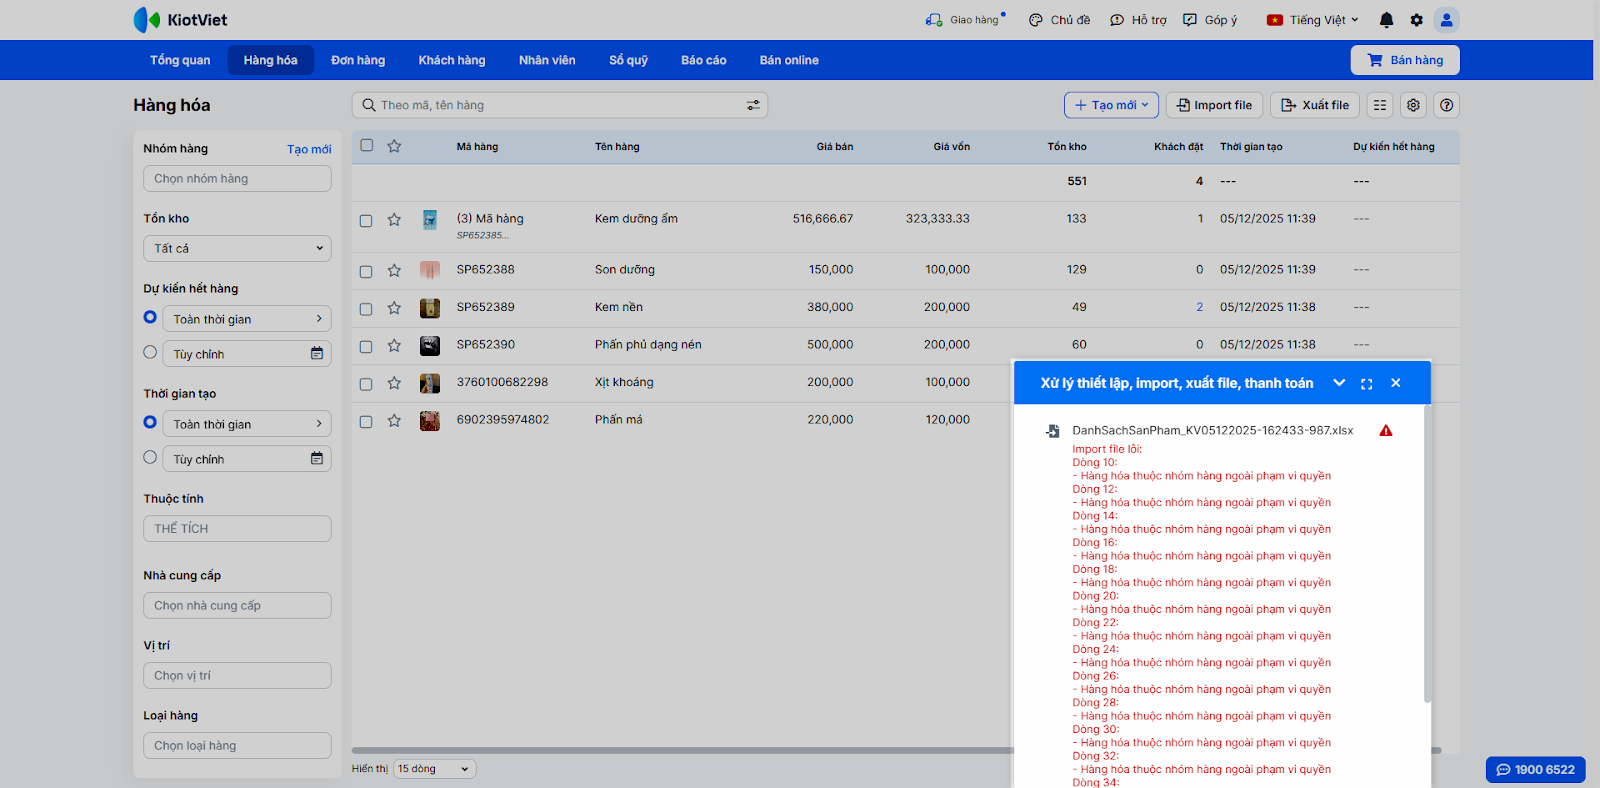 KiotViet
Giao hàng
Chủ đề
Hỗ trợ
Góp ý
Tiếng Việt
Tổng quan
Hàng hóa
Đơn hàng
Khách hàng
Nhân viên
Sổ quỹ
Báo cáo
Bán online
Bán hàng
Hàng hóa
Theo mã, tên hàng
Tạo mới
Import file
Xuất file
Nhóm hàng
Tạo mới
Chọn nhóm hàng
Tồn kho
Tất cả
Dự kiến hết hàng
Toàn thời gian
Tùy chỉnh
Thời gian tạo
Toàn thời gian
Tùy chỉnh
Thuộc tính
THỂ TÍCH
Nhà cung cấp
Chọn nhà cung cấp
Vị trí
Chọn vị trí
Loại hàng
Chọn loại hàng
Mã hàng Tên hàng Giá bán Giá vốn Tồn kho Khách đặt Thời gian tạo Dự kiến hết hàng
551 4 --- ---
(3) Mã hàng Kem dưỡng ẩm 516,666.67 323,333.33 133 1 05/12/2025 11:39 ---
SP652385...
SP652388 Son dưỡng 150,000 100,000 129 0 05/12/2025 11:39 ---
SP652389 Kem nền 380,000 200,000 49 2 05/12/2025 11:38 ---
SP652390 Phấn phủ dạng nén 500,000 200,000 60 0 05/12/2025 11:38 ---
3760100682298 Xịt khoáng 200,000 100,000
6902395974802 Phấn má 220,000 120,000
Hiển thị 15 dòng
Xử lý thiết lập, import, xuất file, thanh toán
DanhSachSanPham_KV05122025-162433-987.xlsx
Import file lỗi:
Dòng 10:
- Hàng hóa thuộc nhóm hàng ngoài phạm vi quyền
Dòng 12:
- Hàng hóa thuộc nhóm hàng ngoài phạm vi quyền
Dòng 14:
- Hàng hóa thuộc nhóm hàng ngoài phạm vi quyền
Dòng 16:
- Hàng hóa thuộc nhóm hàng ngoài phạm vi quyền
Dòng 18:
- Hàng hóa thuộc nhóm hàng ngoài phạm vi quyền
Dòng 20:
- Hàng hóa thuộc nhóm hàng ngoài phạm vi quyền
Dòng 22:
- Hàng hóa thuộc nhóm hàng ngoài phạm vi quyền
Dòng 24:
- Hàng hóa thuộc nhóm hàng ngoài phạm vi quyền
Dòng 26:
- Hàng hóa thuộc nhóm hàng ngoài phạm vi quyền
Dòng 28:
- Hàng hóa thuộc nhóm hàng ngoài phạm vi quyền
Dòng 30:
- Hàng hóa thuộc nhóm hàng ngoài phạm vi quyền
Dòng 32:
- Hàng hóa thuộc nhóm hàng ngoài phạm vi quyền
Dòng 34:
1900 6522